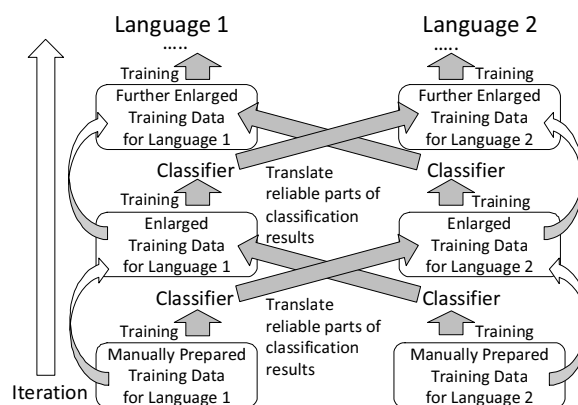 Language 1
Language 2
.....
.....
Training
Training
Further Enlarged
Training Data
for Language 1
Further Enlarged
Training Data
for Language 2
Classifier
Classifier
Training
Translate
reliable parts of
classification
results
Training
Enlarged
Training Data
for Language 1
Enlarged
Training Data
for Language 2
Classifier
Classifier
Training
Translate
reliable parts of
classification
results
Training
Manually Prepared
Training Data
for Language 1
Manually Prepared
Training Data
for Language 2
Iteration